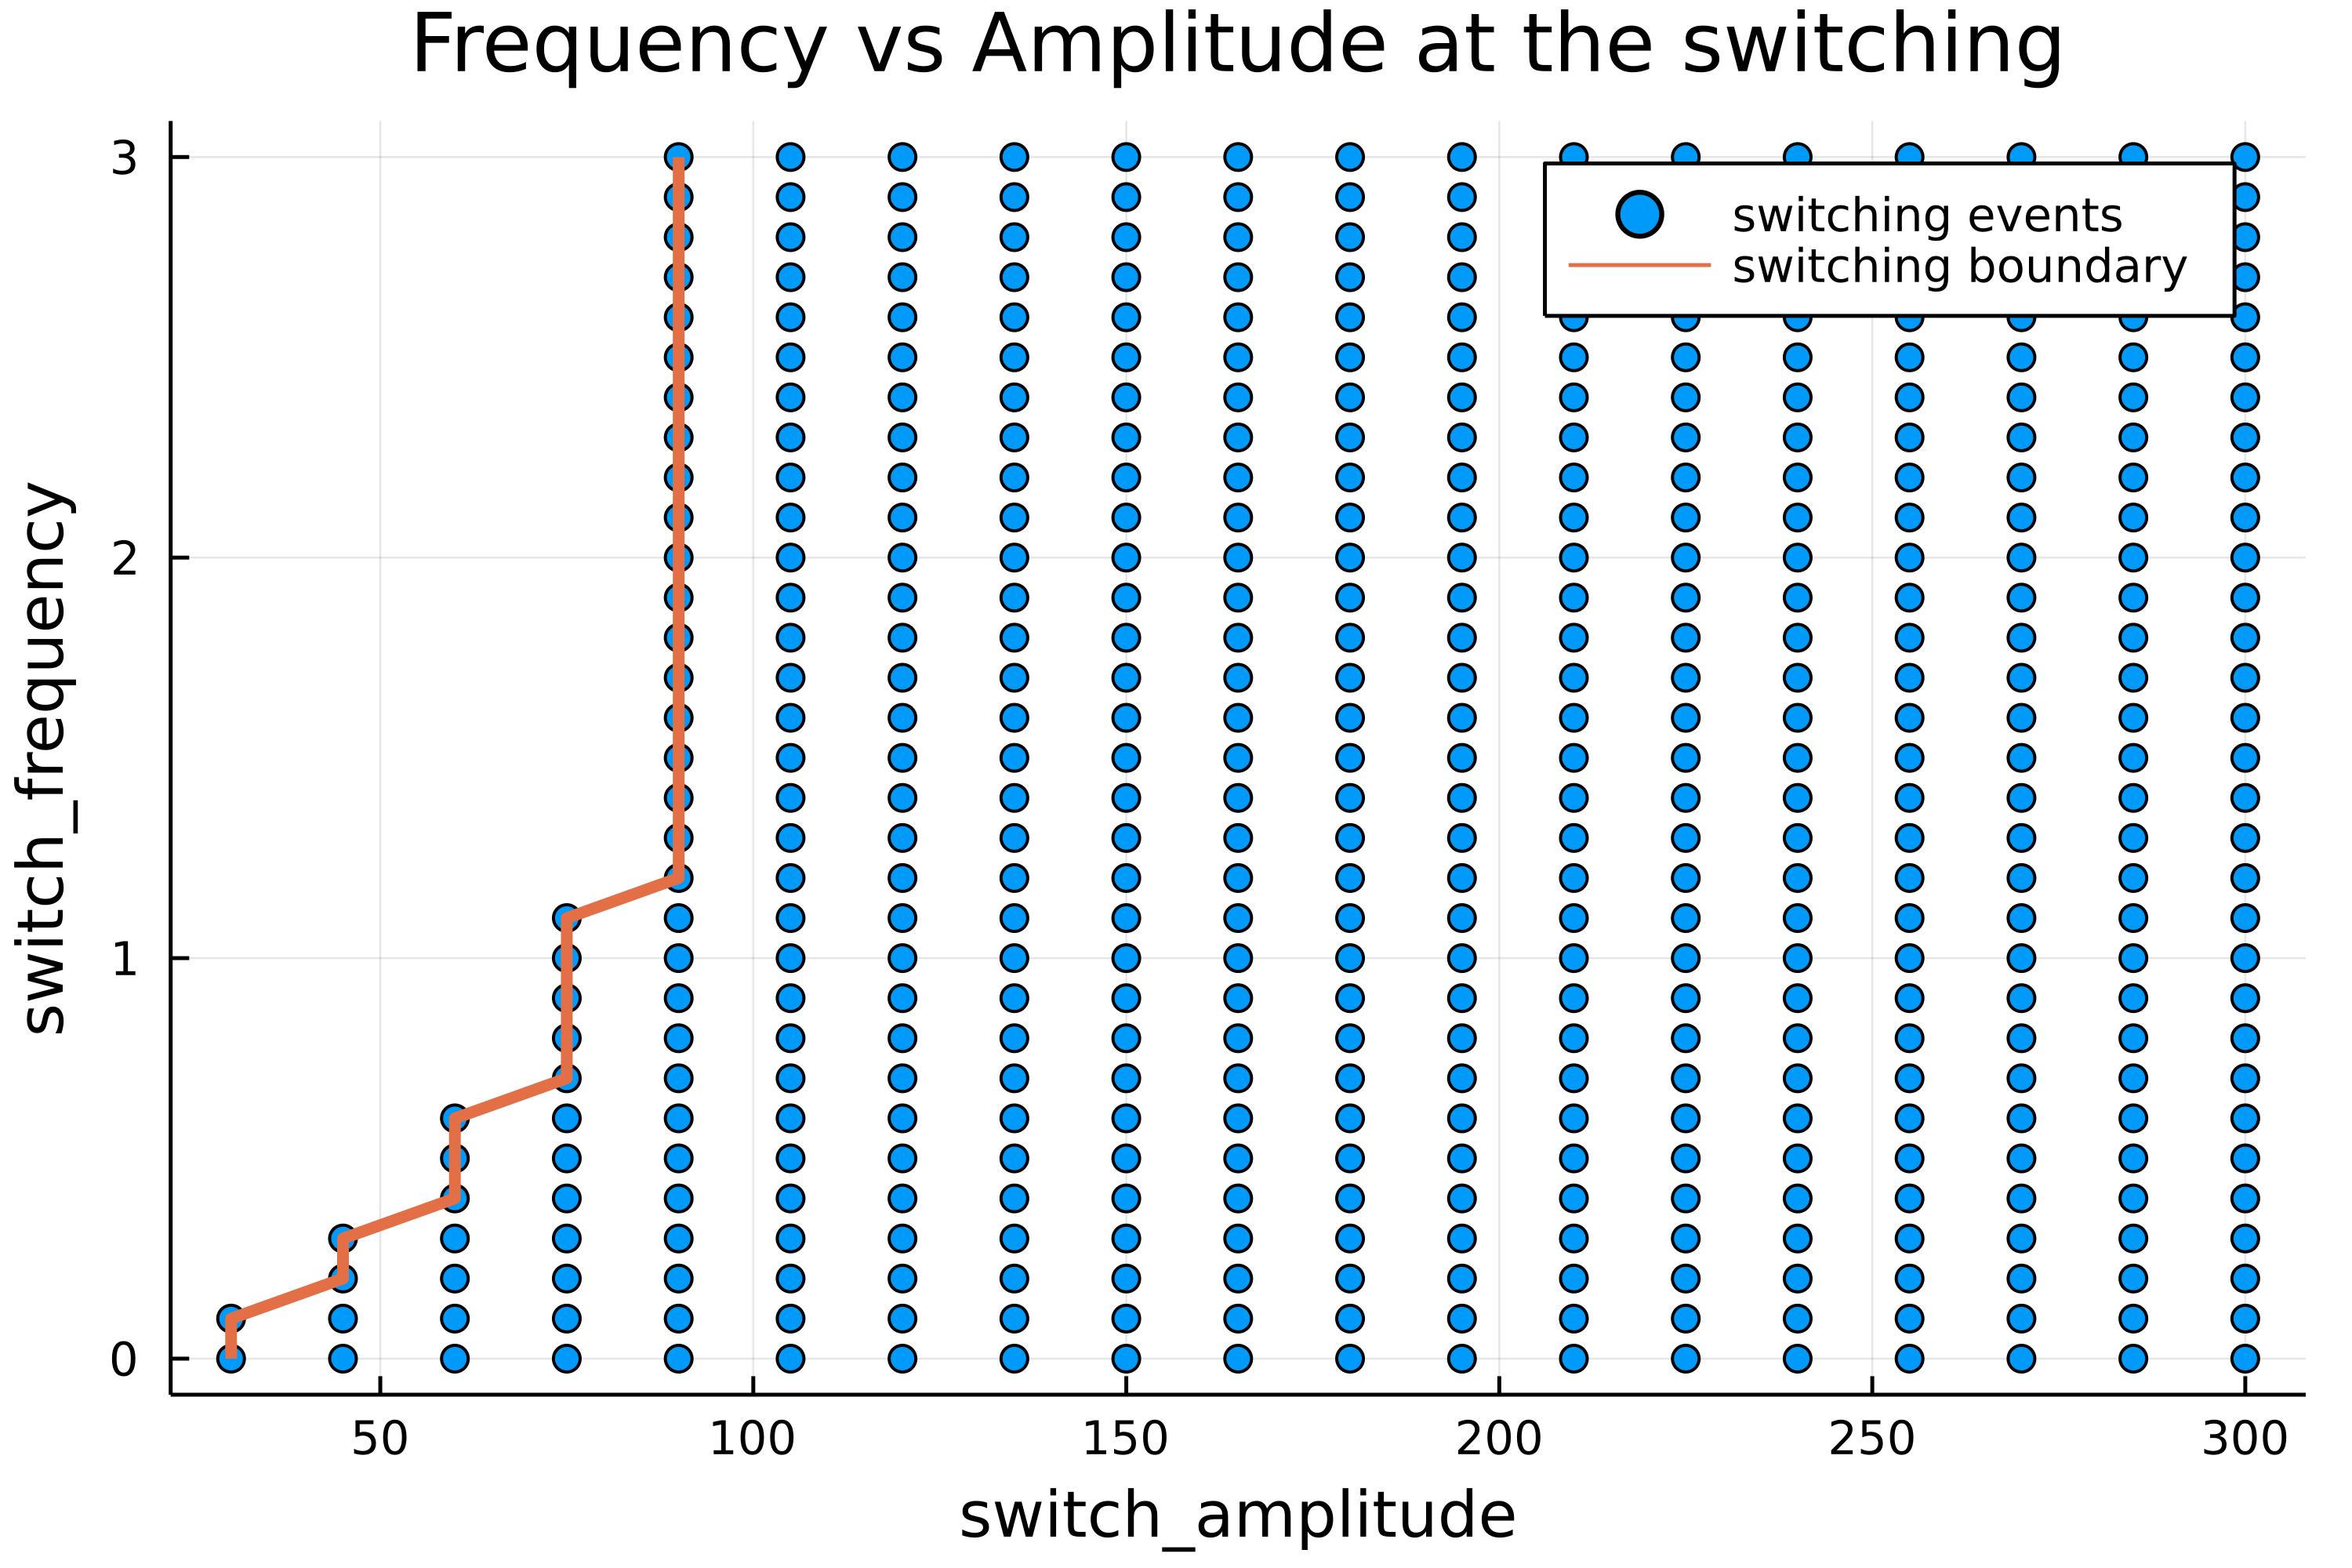 Frequency vs Amplitude at the switching
switching events
switching boundary
3
2
1
0
switch_frequency
50 100 150 200 250 300
switch_amplitude